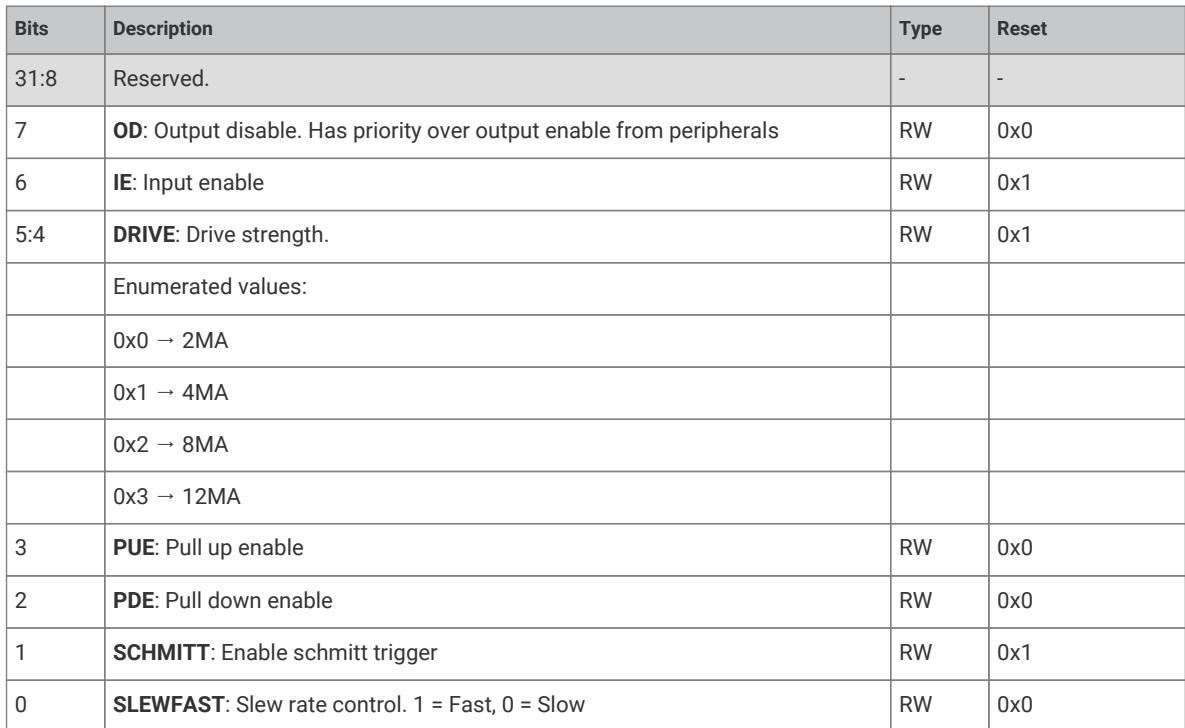 Bits Description Type Reset
31:8 Reserved. - -
7 OD: Output disable. Has priority over output enable from peripherals RW 0x0
6 IE: Input enable RW 0x1
5:4 DRIVE: Drive strength. RW 0x1
Enumerated values:
0x0 → 2MA
0x1 → 4MA
0x2 → 8MA
0x3 → 12MA
3 PUE: Pull up enable RW 0x0
2 PDE: Pull down enable RW 0x0
1 SCHMITT: Enable schmitt trigger RW 0x1
0 SLEWFAST: Slew rate control. 1 = Fast, 0 = Slow RW 0x0